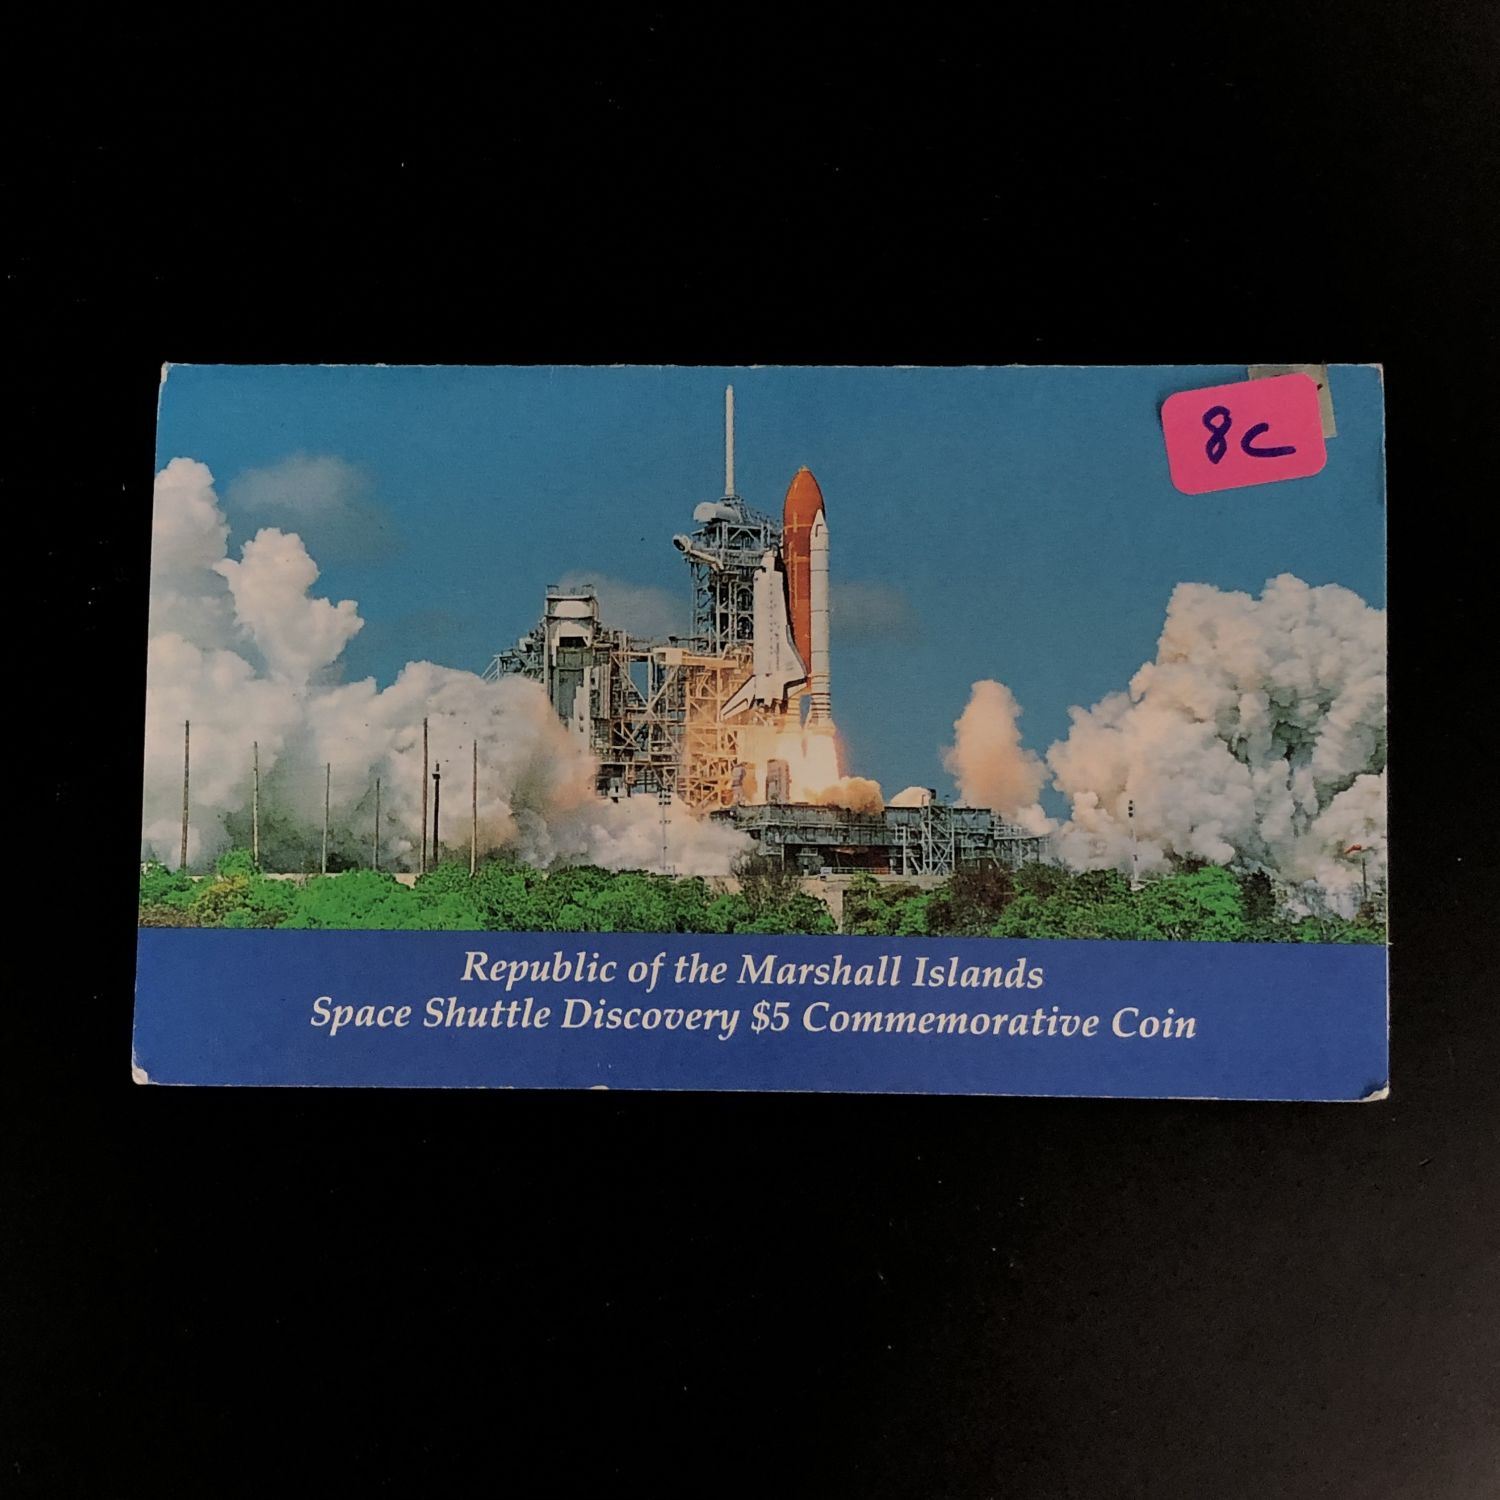 8C
Republic of the Marshall Islands
Space Shuttle Discovery $5 Commemorative Coin